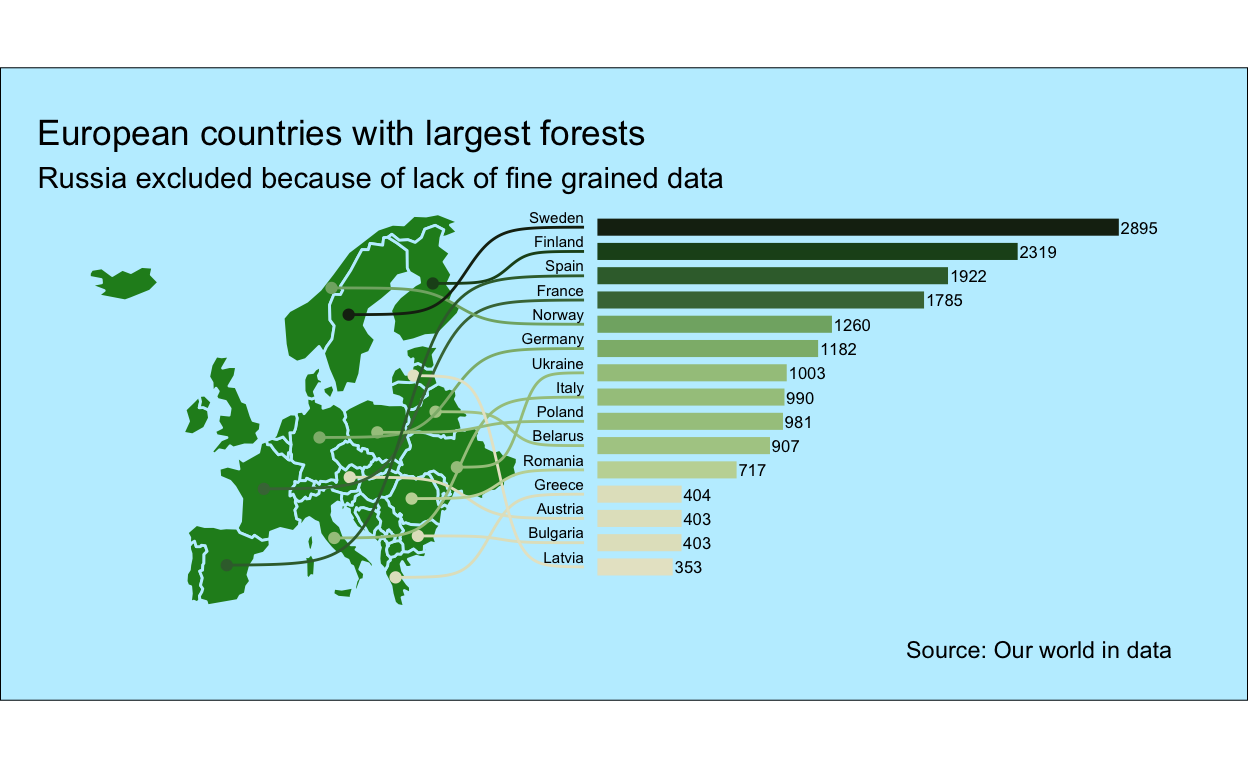 European countries with largest forests
Russia excluded because of lack of fine grained data
Sweden 2895
Finland 2319
Spain 1922
France 1785
Norway 1260
Germany 1182
Ukraine 1003
Italy 990
Poland 981
Belarus 907
Romania 717
Greece 404
Austria 403
Bulgaria 403
Latvia 353
Source: Our world in data